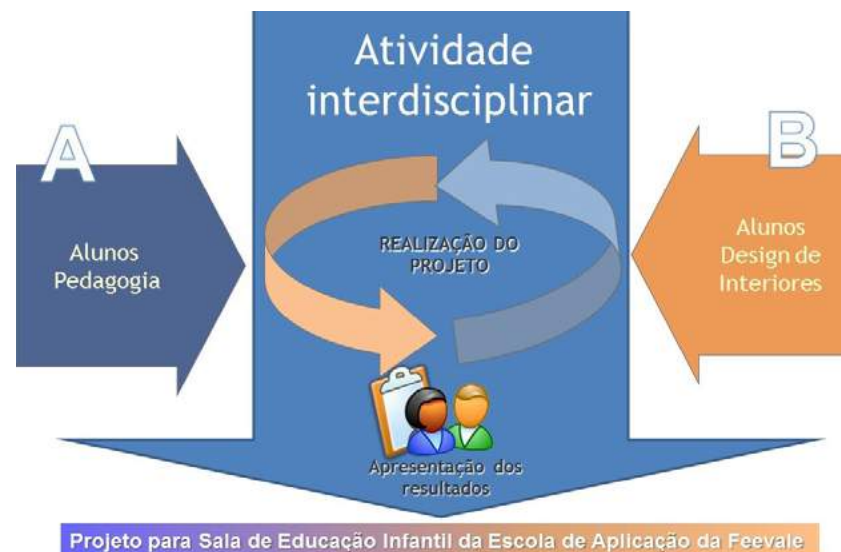 Atividade
interdisciplinar
A
Alunos
Pedagogia
B
Alunos
Design de
Interiores
REALIZAÇÃO DO
PROJETO
Apresentação dos
resultados
Projeto para Sala de Educação Infantil da Escola de Aplicação da Feevale